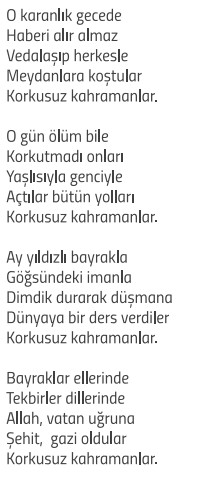 O karanlık gecede
Haberi alır almaz
Vedalaşıp herkesle
Meydanlara koştular
Korkusuz kahramanlar.

O gün ölüm bile
Korkutmadı onları
Yaşlısıyla genciyle
Açtılar bütün yolları
Korkusuz kahramanlar.

Ay yıldızlı bayrakla
Göğsündeki imanla
Dimdik durarak düşmana
Dünyaya bir ders verdiler
Korkusuz kahramanlar.

Bayraklar ellerinde
Tekbirler dillerinde
Allah, vatan uğruna
Şehit, gazi oldular
Korkusuz kahramanlar.